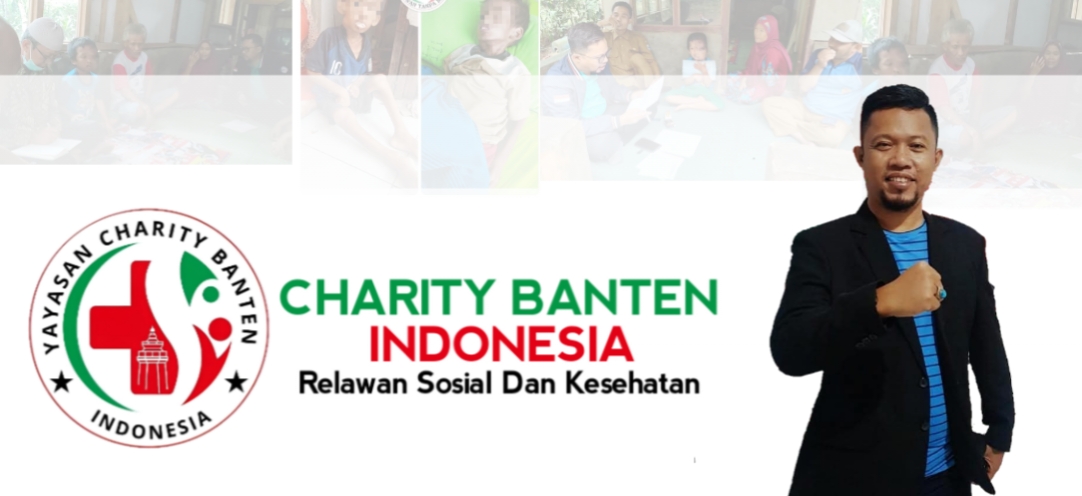 YAYASAN CHARITY BANTEN
INDONESIA
CHARITY BANTEN
INDONESIA
Relawan Sosial Dan Kesehatan